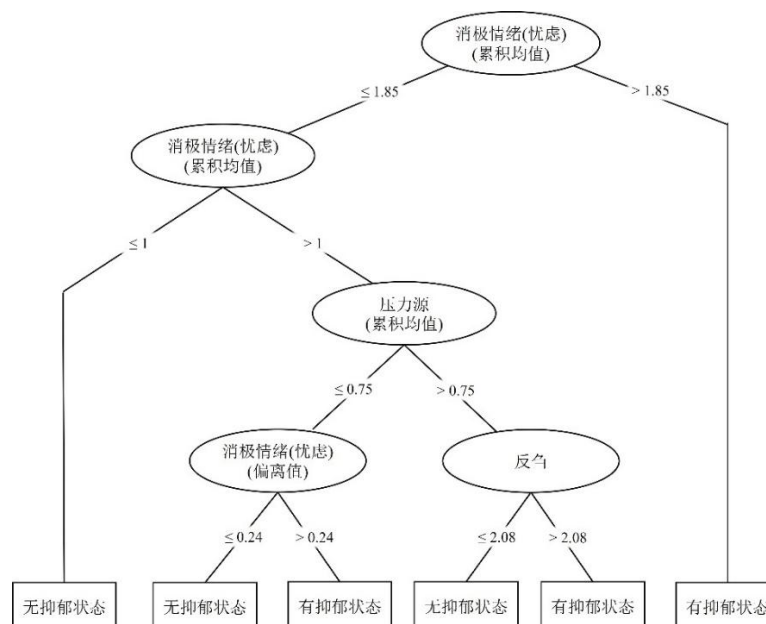 消极情绪(忧虑)
(累积均值)
≤ 1.85
> 1.85
消极情绪(忧虑)
(累积均值)
≤ 1
> 1
压力源
(累积均值)
≤ 0.75
> 0.75
消极情绪(忧虑)
(偏离值)
反刍
≤ 0.24
> 0.24
≤ 2.08
> 2.08
无抑郁状态
无抑郁状态
有抑郁状态
无抑郁状态
有抑郁状态
有抑郁状态